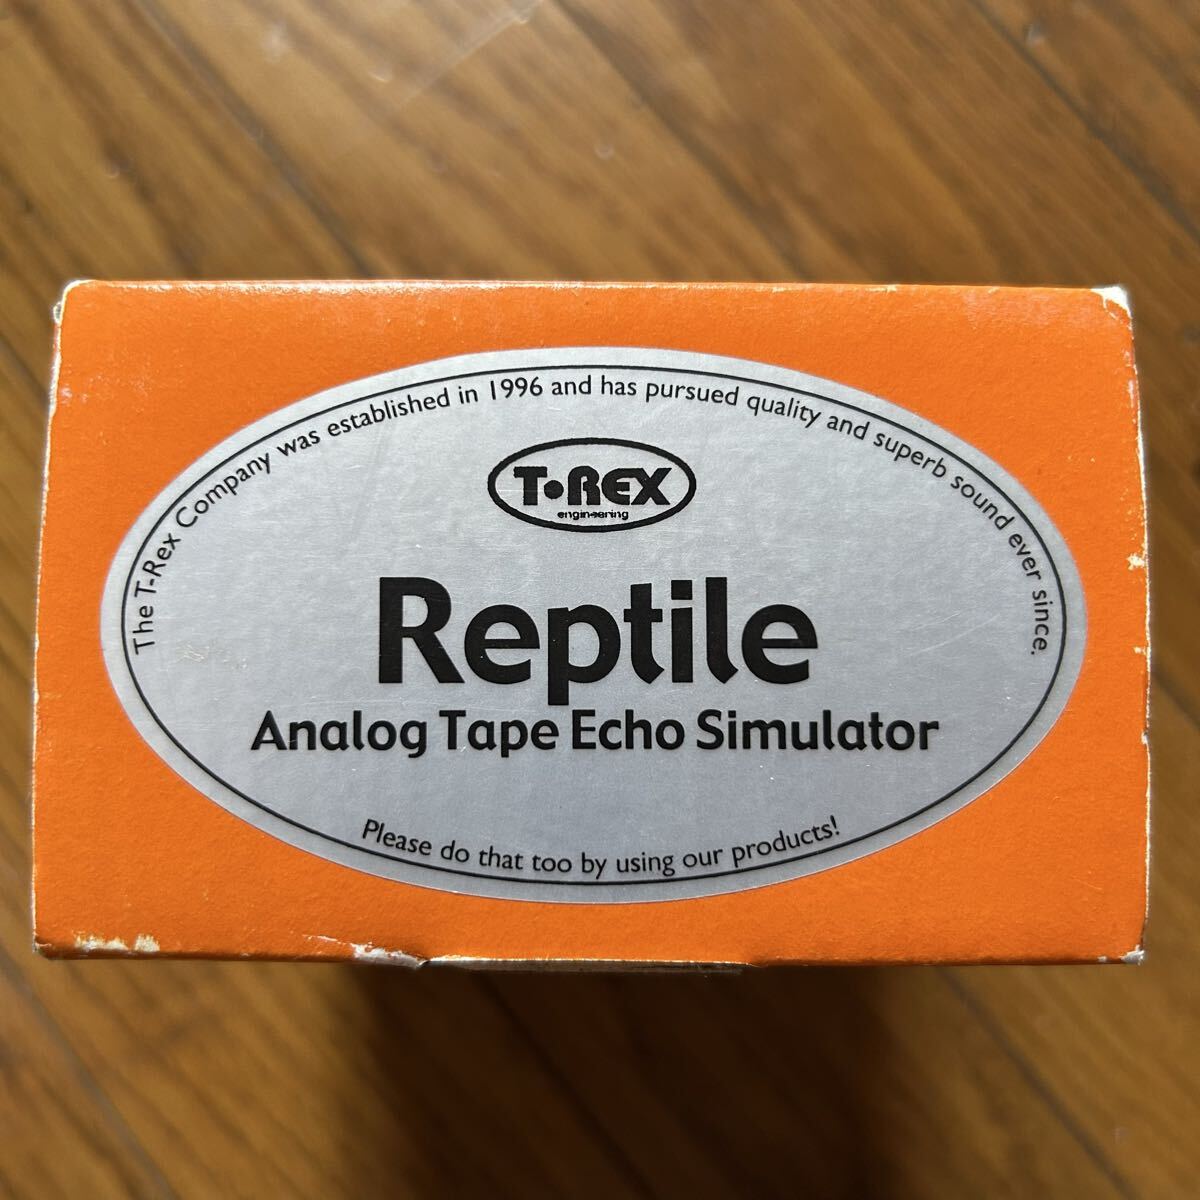 The T-Rex Company was established in 1996 and has pursued quality and superb sound ever since.
T·REX
engineering
Reptile
Analog Tape Echo Simulator
Please do that too by using our products!